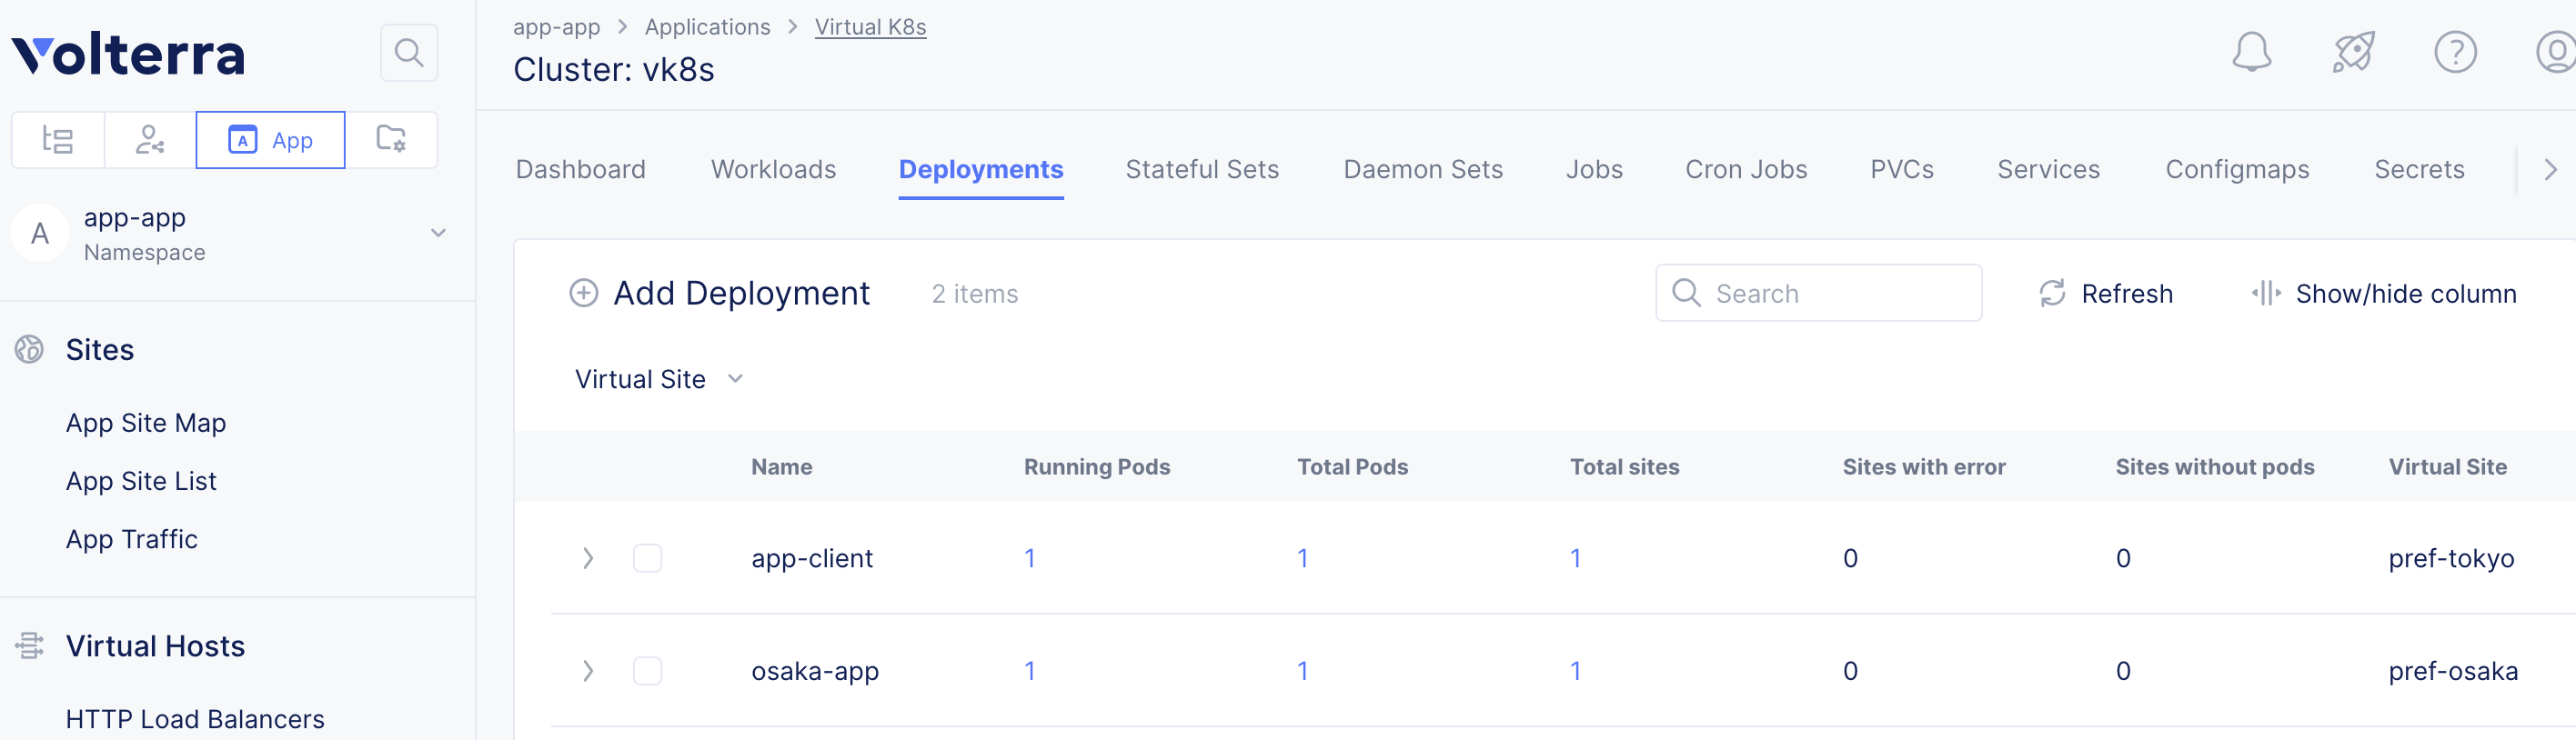 Volterra
App
A
app-app
Namespace
Sites
App Site Map
App Site List
App Traffic
Virtual Hosts
HTTP Load Balancers
app-app > Applications > Virtual K8s
Cluster: vk8s
Dashboard Workloads Deployments Stateful Sets Daemon Sets Jobs Cron Jobs PVCs Services Configmaps Secrets
Add Deployment 2 items Search Refresh Show/hide column
Virtual Site
Name Running Pods Total Pods Total sites Sites with error Sites without pods Virtual Site
app-client 1 1 1 0 0 pref-tokyo
osaka-app 1 1 1 0 0 pref-osaka